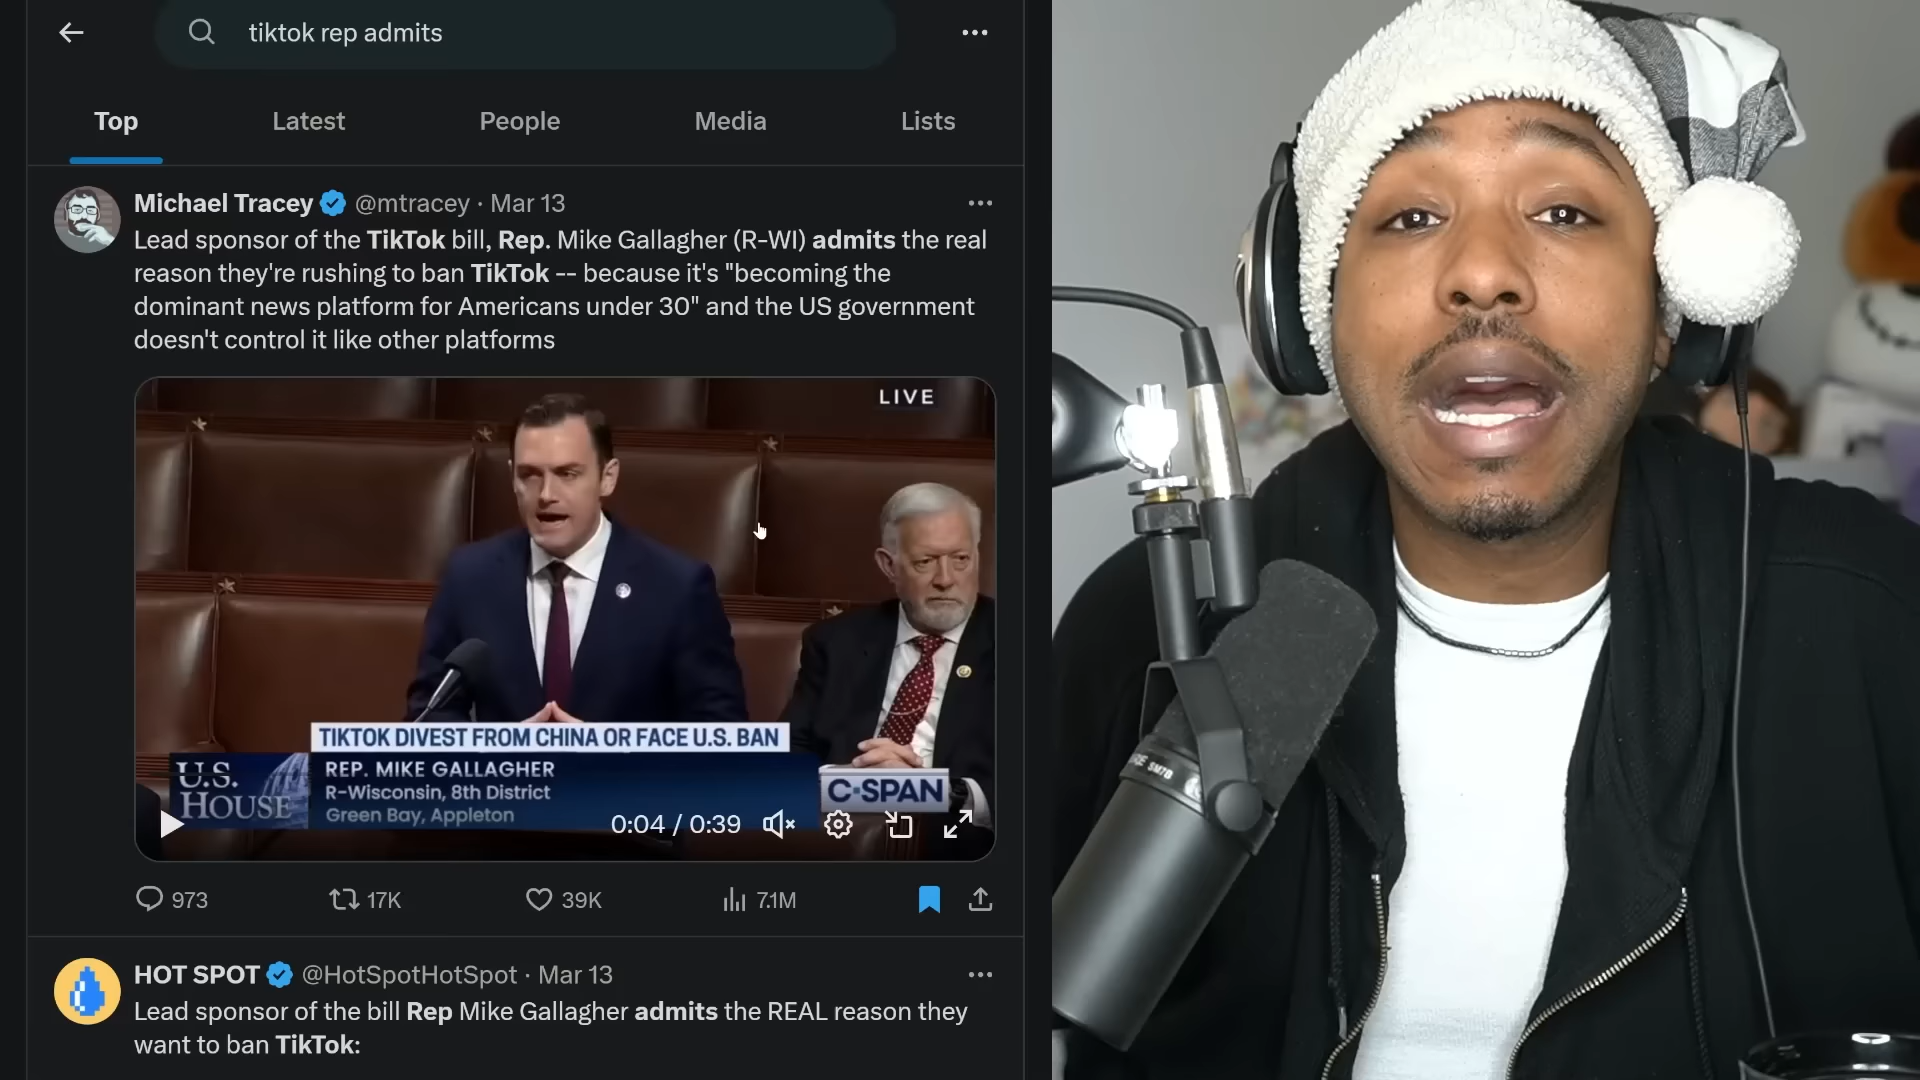 tiktok rep admits
Top
Latest
People
Media
Lists
Michael Tracey @mtracey · Mar 13
Lead sponsor of the TikTok bill, Rep. Mike Gallagher (R-WI) admits the real
reason they're rushing to ban TikTok -- because it's "becoming the
dominant news platform for Americans under 30" and the US government
doesn't control it like other platforms
LIVE
TIKTOK DIVEST FROM CHINA OR FACE U.S. BAN
U.S.
HOUSE
REP. MIKE GALLAGHER
R-Wisconsin, 8th District
Green Bay, Appleton
C-SPAN
0:04 / 0:39
973
17K
39K
7.1M
HOT SPOT @HotSpotHotSpot · Mar 13
Lead sponsor of the bill Rep Mike Gallagher admits the REAL reason they
want to ban TikTok:
SM7B